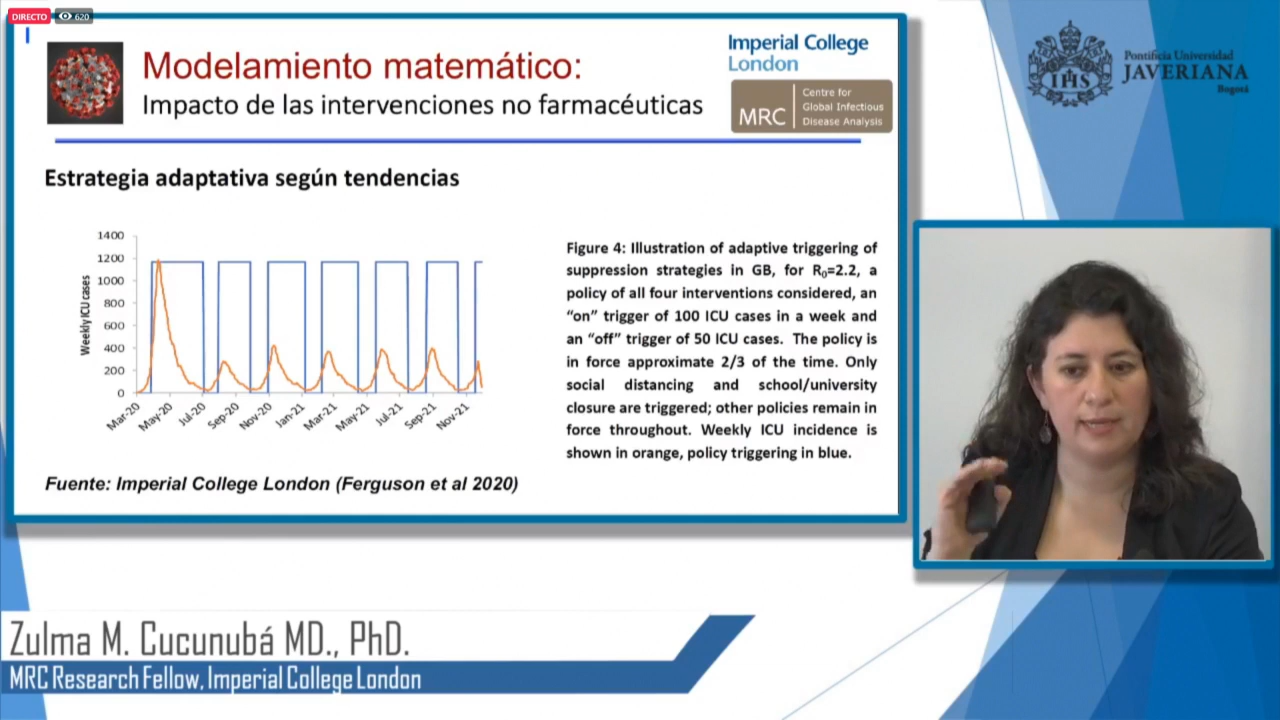 DIRECTO 620
Modelamiento matemático:
Impacto de las intervenciones no farmacéuticas
Imperial College
London
MRC
Centre for
Global Infectious
Disease Analysis
Pontificia Universidad
JAVERIANA
Bogotá
IHS
Estrategia adaptativa según tendencias
Weekly ICU cases
1400
1200
1000
800
600
400
200
0
Mar-20
May-20
Jul-20
Sep-20
Nov-20
Jan-21
Mar-21
May-21
Jul-21
Sep-21
Nov-21
Figure 4: Illustration of adaptive triggering of
suppression strategies in GB, for R₀=2.2, a
policy of all four interventions considered, an
“on” trigger of 100 ICU cases in a week and
an “off” trigger of 50 ICU cases. The policy is
in force approximate 2/3 of the time. Only
social distancing and school/university
closure are triggered; other policies remain in
force throughout. Weekly ICU incidence is
shown in orange, policy triggering in blue.
Fuente: Imperial College London (Ferguson et al 2020)
Zulma M. Cucunubá MD., PhD.
MRC Research Fellow, Imperial College London